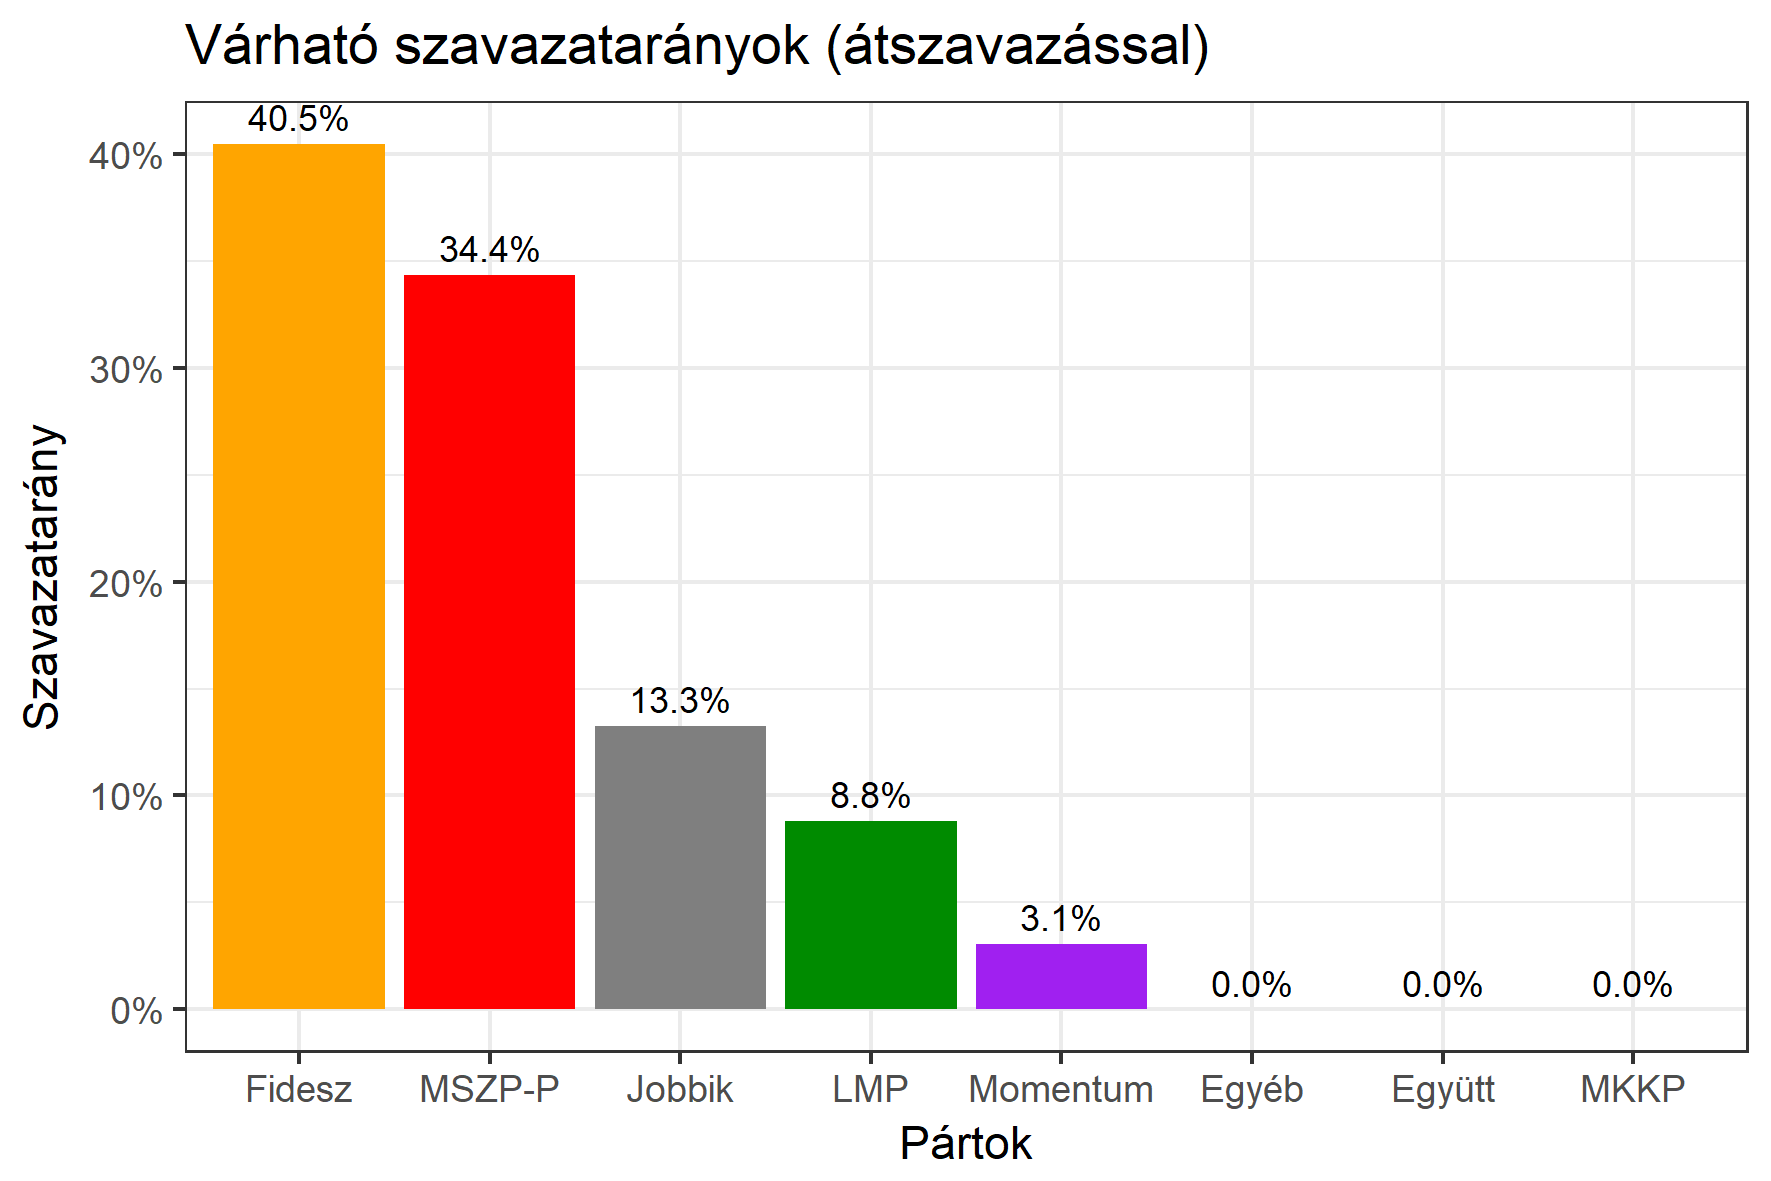 Várható szavazatarányok (átszavazással)
40.5%
34.4%
13.3%
8.8%
3.1%
0.0%
0.0%
0.0%
40%
30%
20%
10%
0%
Szavazatarány
Fidesz
MSZP-P
Jobbik
LMP
Momentum
Egyéb
Együtt
MKKP
Pártok